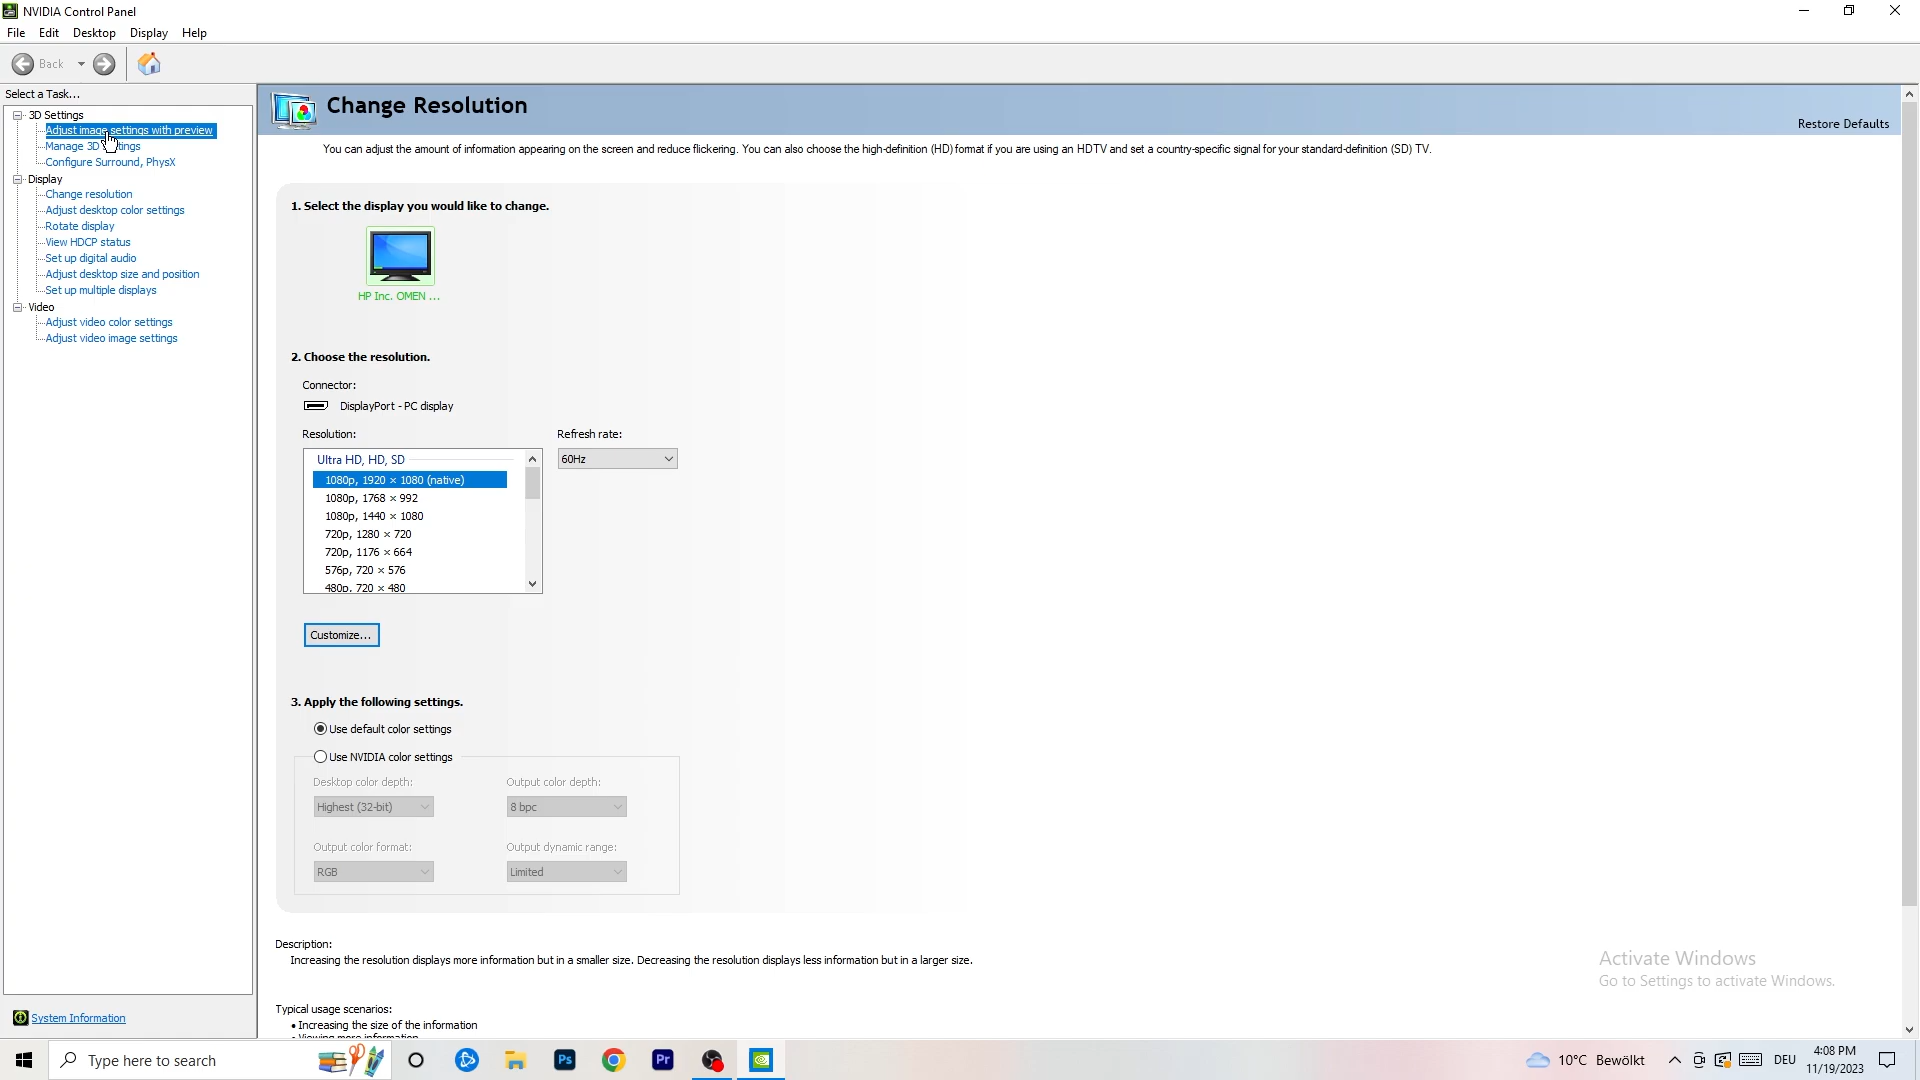 NVIDIA Control Panel
File Edit Desktop Display Help
Back
Select a Task...
3D Settings
Adjust image settings with preview
Manage 3D
Configure Surround, PhysX
Display
Change resolution
Adjust desktop color settings
Rotate display
View HDCP status
Set up digital audio
Adjust desktop size and position
Set up multiple displays
Video
Adjust video color settings
Adjust video image settings
System Information
Change Resolution
Restore Defaults
You can adjust the amount of information appearing on the screen and reduce flickering. You can also choose the high-definition (HD) format if you are using an HDTV and set a country-specific signal for your standard-definition (SD) TV.
1. Select the display you would like to change.
HP Inc. OMEN ...
2. Choose the resolution.
Connector:
DisplayPort - PC display
Resolution:
Refresh rate:
Ultra HD, HD, SD
60Hz
1080p, 1920 × 1080 (native)
1080p, 1768 × 992
1080p, 1440 × 1080
720p, 1280 × 720
720p, 1176 × 664
576p, 720 × 576
480p, 720 × 480
Customize...
3. Apply the following settings.
Use default color settings
Use NVIDIA color settings
Desktop color depth:
Output color depth:
Highest (32-bit)
8 bpc
Output color format:
Output dynamic range:
RGB
Limited
Description:
Increasing the resolution displays more information but in a smaller size. Decreasing the resolution displays less information but in a larger size.
Typical usage scenarios:
• Increasing the size of the information
• Viewing more information
Activate Windows
Go to Settings to activate Windows.
Type here to search
Ps
Pr
10°C Bewölkt
DEU
4:08 PM
11/19/2023